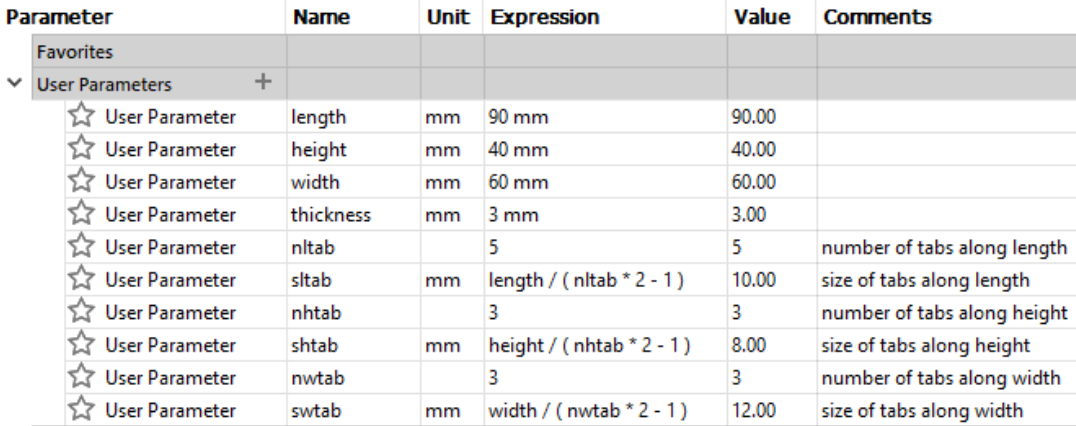 Parameter Name Unit Expression Value Comments
Favorites
User Parameters +
User Parameter length mm 90 mm 90.00
User Parameter height mm 40 mm 40.00
User Parameter width mm 60 mm 60.00
User Parameter thickness mm 3 mm 3.00
User Parameter nltab 5 5 number of tabs along length
User Parameter sltab mm length / ( nltab * 2 - 1 ) 10.00 size of tabs along length
User Parameter nhtab 3 3 number of tabs along height
User Parameter shtab mm height / ( nhtab * 2 - 1 ) 8.00 size of tabs along height
User Parameter nwtab 3 3 number of tabs along width
User Parameter swtab mm width / ( nwtab * 2 - 1 ) 12.00 size of tabs along width